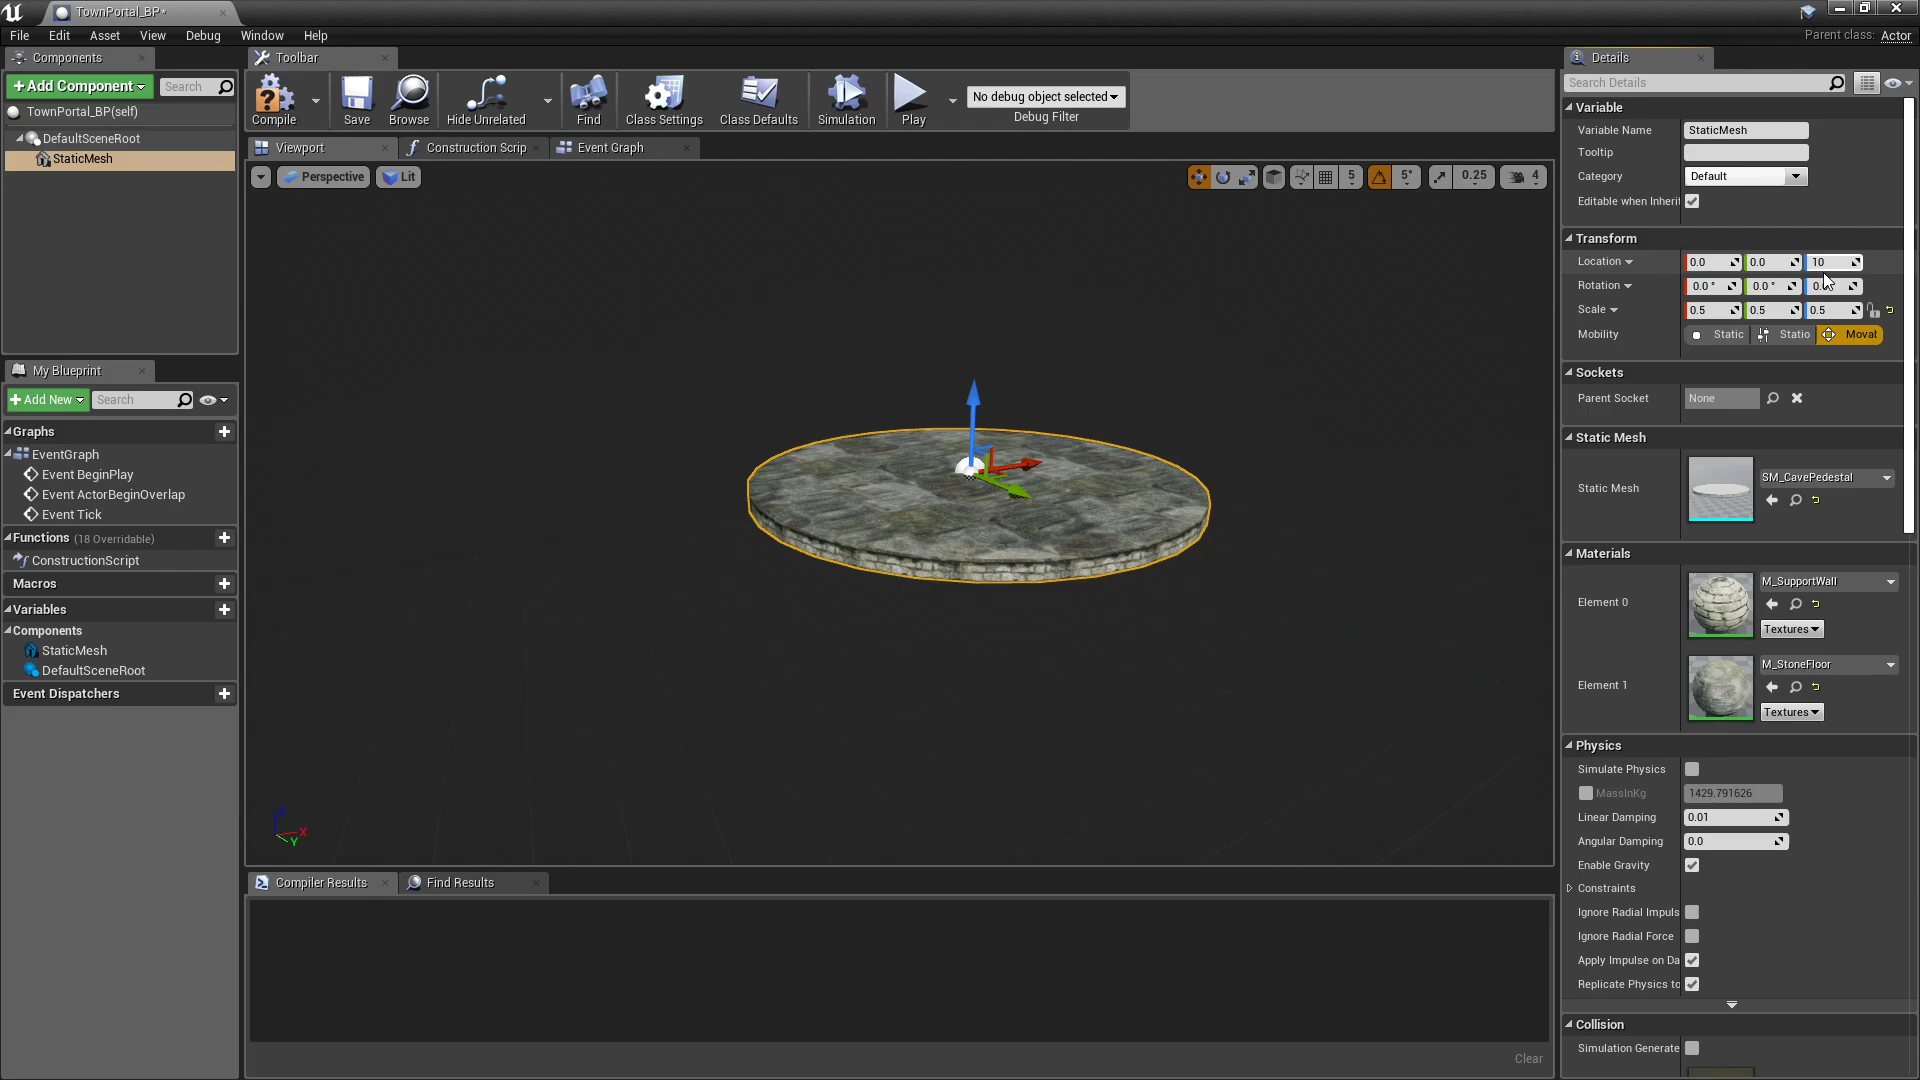 TownPortal_BP*
File Edit Asset View Debug Window Help
Parent class: Actor
Components
+Add Component
Search
TownPortal_BP(self)
DefaultSceneRoot
StaticMesh
My Blueprint
+Add New
Search
Graphs
EventGraph
Event BeginPlay
Event ActorBeginOverlap
Event Tick
Functions (18 Overridable)
ConstructionScript
Macros
Variables
Components
StaticMesh
DefaultSceneRoot
Event Dispatchers
Toolbar
Compile
Save
Browse
Hide Unrelated
Find
Class Settings
Class Defaults
Simulation
Play
No debug object selected
Debug Filter
Viewport
Construction Scrip
Event Graph
Perspective
Lit
5
5°
0.25
4
X
Y
Compiler Results
Find Results
Clear
Details
Search Details
Variable
Variable Name StaticMesh
Tooltip
Category Default
Editable when Inherit
Transform
Location 0.0 0.0 10
Rotation 0.0 ° 0.0 °
Scale 0.5 0.5 0.5
Mobility Static Statio Movat
Sockets
Parent Socket None
Static Mesh
Static Mesh SM_CavePedestal
Materials
Element 0 M_SupportWall
Textures
Element 1 M_StoneFloor
Textures
Physics
Simulate Physics
MassInKg 1429.791626
Linear Damping 0.01
Angular Damping 0.0
Enable Gravity
Constraints
Ignore Radial Impuls
Ignore Radial Force
Apply Impulse on Da
Replicate Physics to
Collision
Simulation Generate